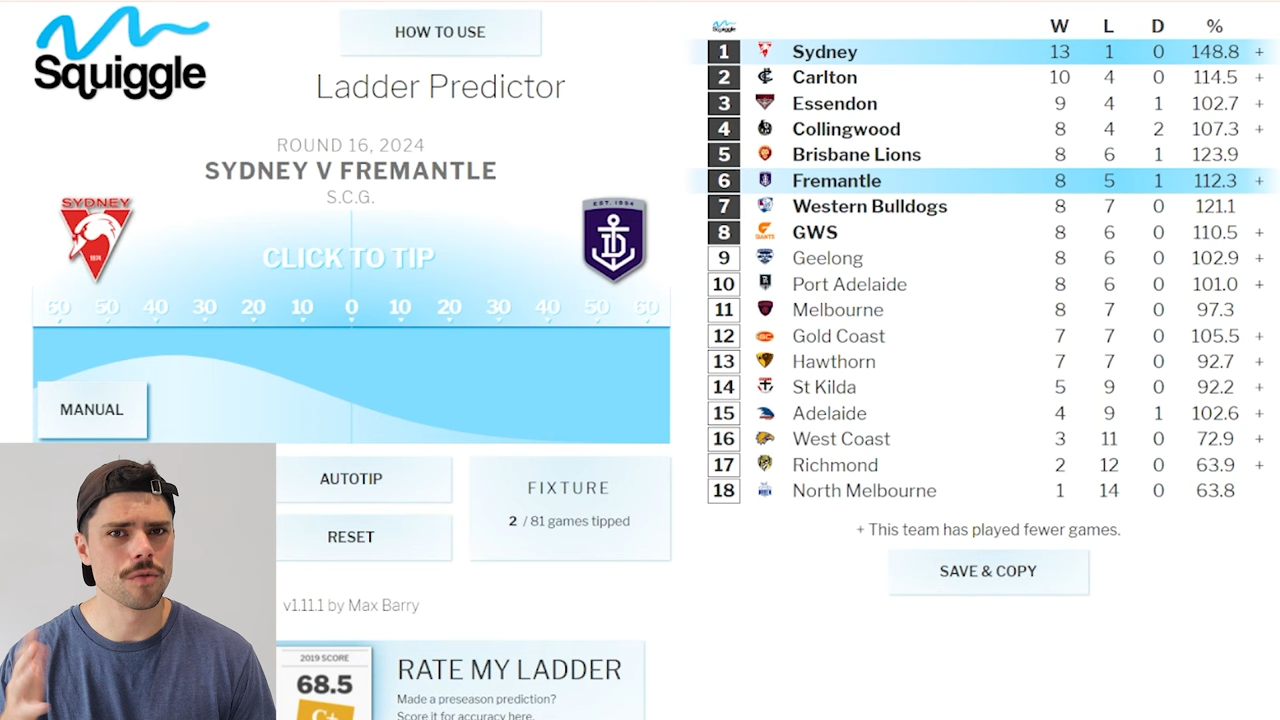 Squiggle
HOW TO USE
Ladder Predictor
ROUND 16, 2024
SYDNEY V FREMANTLE
S.C.G.
SYDNEY
1874
EST. 1994
CLICK TO TIP
60 50 40 30 20 10 0 10 20 30 40 50 60
MANUAL
AUTOTIP
RESET
FIXTURE
2 / 81 games tipped
v1.11.1 by Max Barry
2019 SCORE
68.5
C+
RATE MY LADDER
Made a preseason prediction?
Score it for accuracy here.
W L D %
1 Sydney 13 1 0 148.8 +
2 Carlton 10 4 0 114.5 +
3 Essendon 9 4 1 102.7 +
4 Collingwood 8 4 2 107.3 +
5 Brisbane Lions 8 6 1 123.9
6 Fremantle 8 5 1 112.3 +
7 Western Bulldogs 8 7 0 121.1
8 GWS 8 6 0 110.5 +
9 Geelong 8 6 0 102.9 +
10 Port Adelaide 8 6 0 101.0 +
11 Melbourne 8 7 0 97.3
12 Gold Coast 7 7 0 105.5 +
13 Hawthorn 7 7 0 92.7 +
14 St Kilda 5 9 0 92.2 +
15 Adelaide 4 9 1 102.6 +
16 West Coast 3 11 0 72.9 +
17 Richmond 2 12 0 63.9 +
18 North Melbourne 1 14 0 63.8
+ This team has played fewer games.
SAVE & COPY